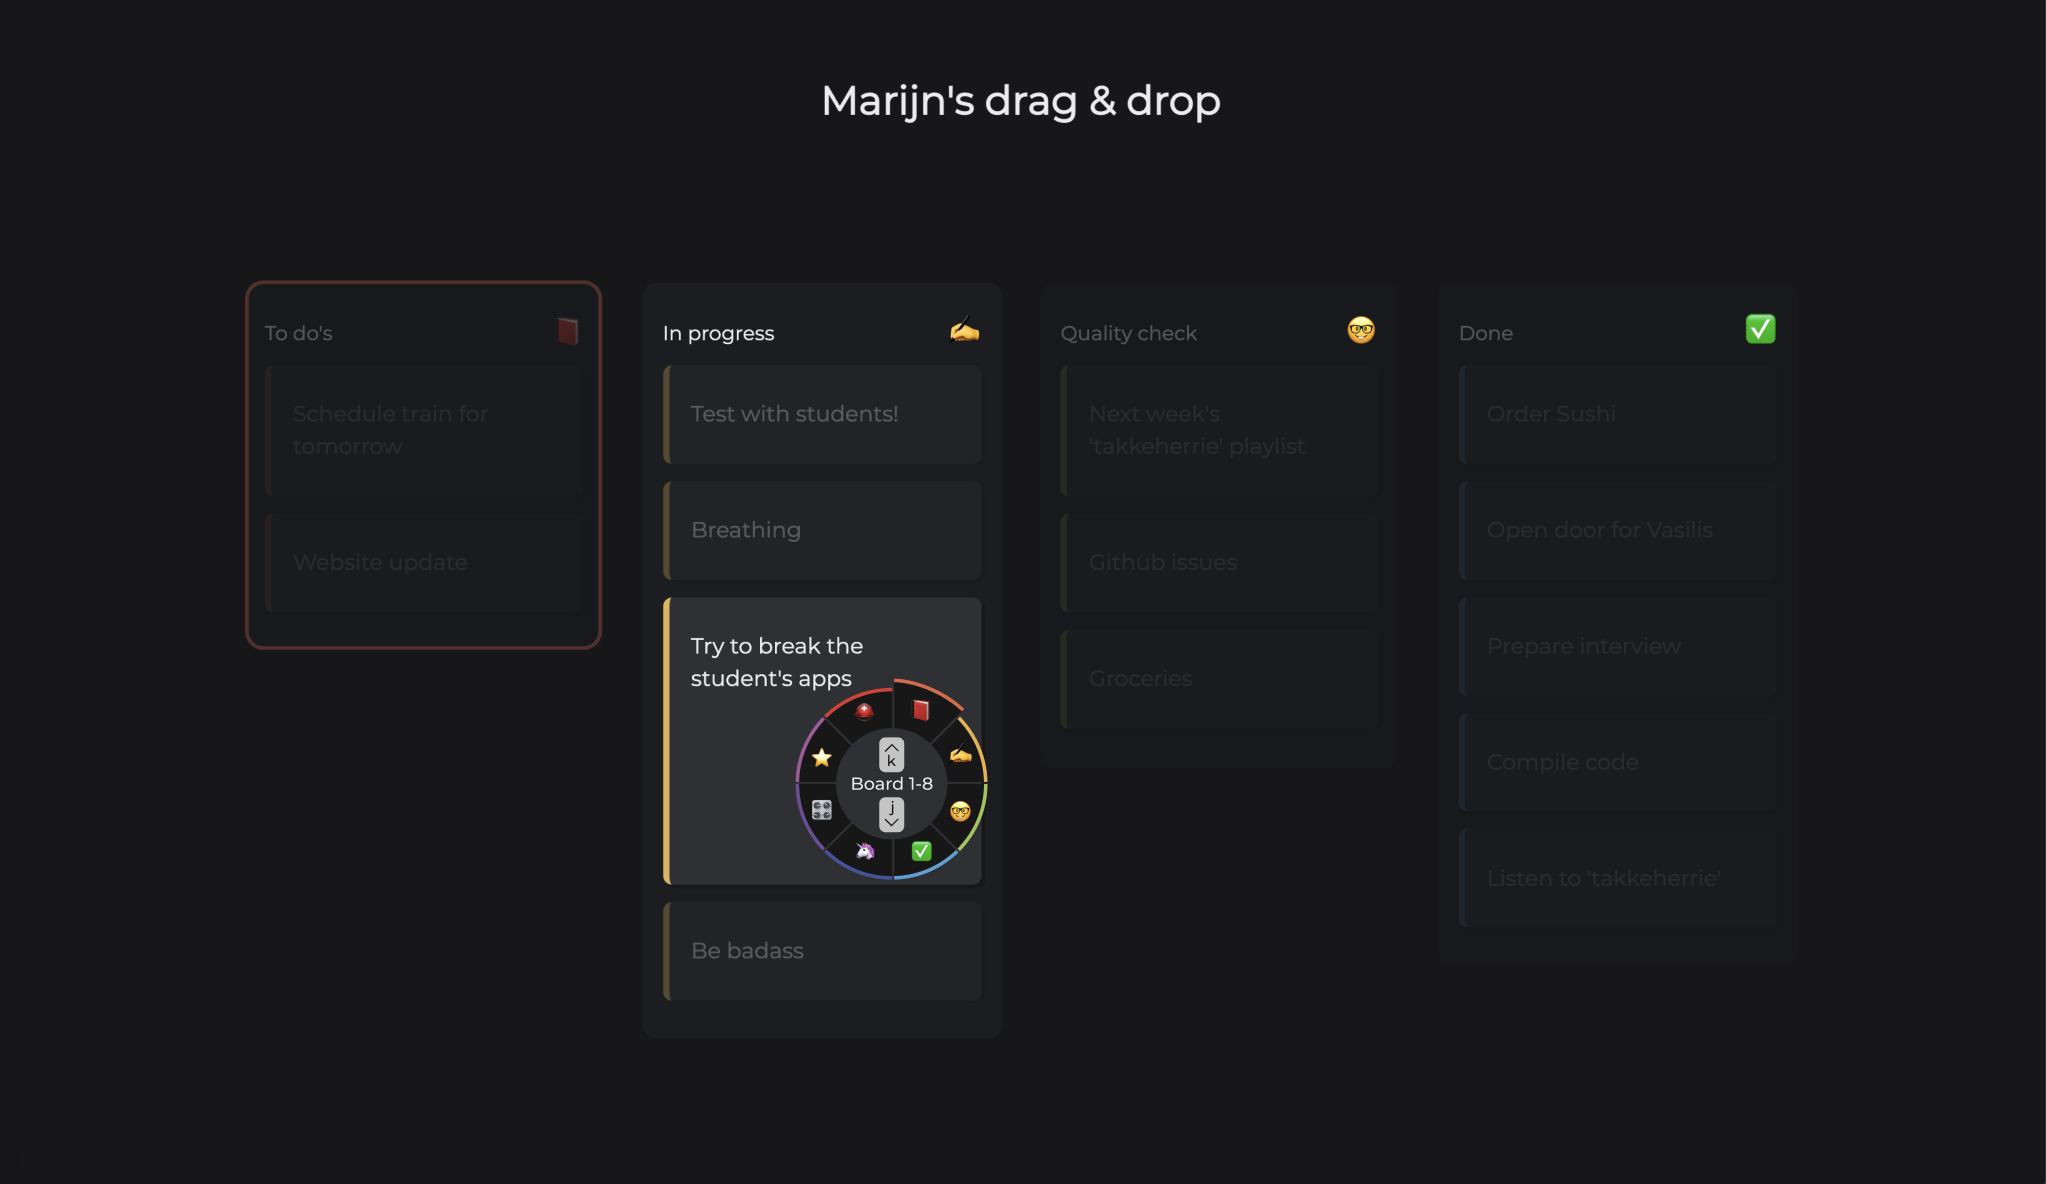 Marijn's drag & drop
To do's
Schedule train for
tomorrow
Website update
In progress
Test with students!
Breathing
Try to break the
student's apps
k
Board 1-8
j
Be badass
Quality check
Next week's
'takkeherrie' playlist
Github issues
Groceries
Done
Order Sushi
Open door for Vasilis
Prepare interview
Compile code
Listen to 'takkeherrie'